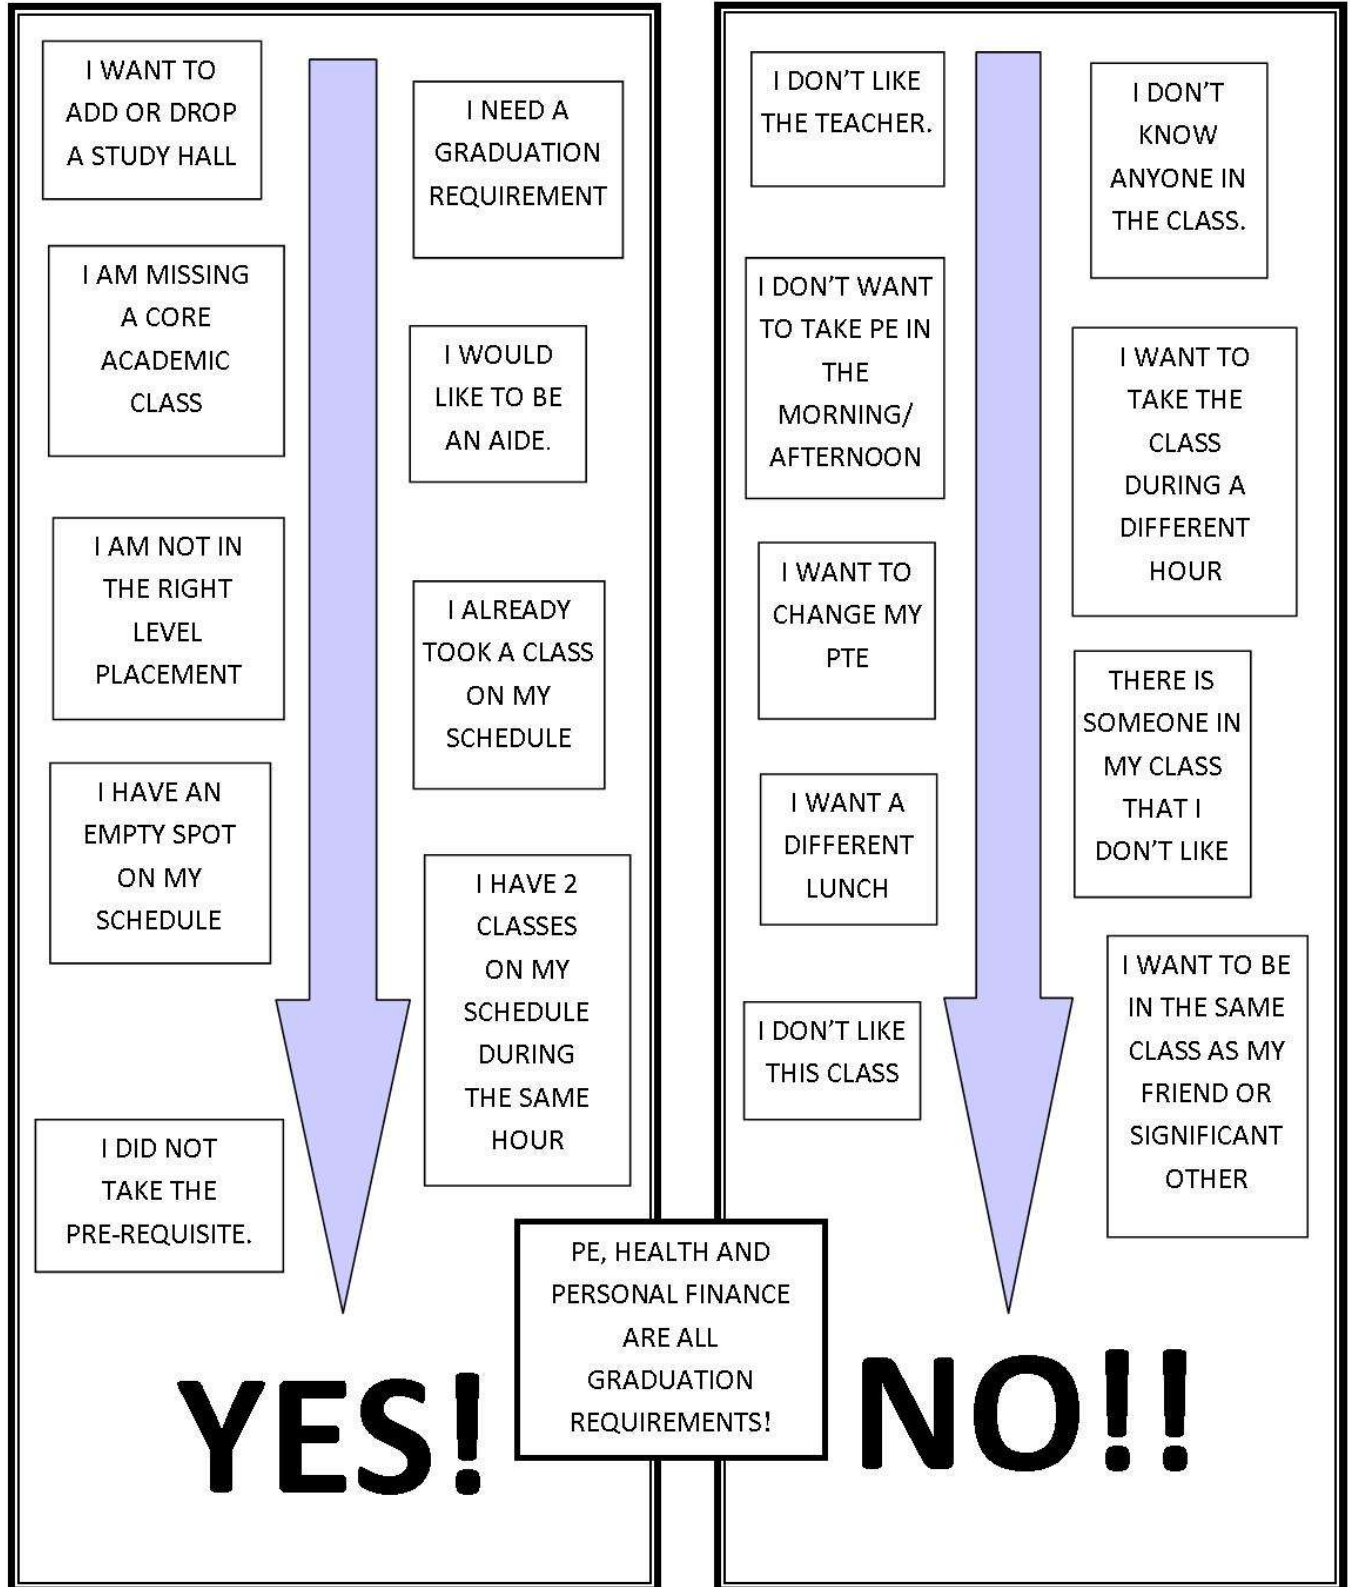 I WANT TO
ADD OR DROP
A STUDY HALL
I NEED A
GRADUATION
REQUIREMENT
I AM MISSING
A CORE
ACADEMIC
CLASS
I WOULD
LIKE TO BE
AN AIDE.
I AM NOT IN
THE RIGHT
LEVEL
PLACEMENT
I ALREADY
TOOK A CLASS
ON MY
SCHEDULE
I HAVE AN
EMPTY SPOT
ON MY
SCHEDULE
I HAVE 2
CLASSES
ON MY
SCHEDULE
DURING
THE SAME
HOUR
I DID NOT
TAKE THE
PRE-REQUISITE.
YES!
I DON'T LIKE
THE TEACHER.
I DON'T
KNOW
ANYONE IN
THE CLASS.
I DON'T WANT
TO TAKE PE IN
THE
MORNING/
AFTERNOON
I WANT TO
TAKE THE
CLASS
DURING A
DIFFERENT
HOUR
I WANT TO
CHANGE MY
PTE
THERE IS
SOMEONE IN
MY CLASS
THAT I
DON'T LIKE
I WANT A
DIFFERENT
LUNCH
I WANT TO BE
IN THE SAME
CLASS AS MY
FRIEND OR
SIGNIFICANT
OTHER
I DON'T LIKE
THIS CLASS
NO!!
PE, HEALTH AND
PERSONAL FINANCE
ARE ALL
GRADUATION
REQUIREMENTS!